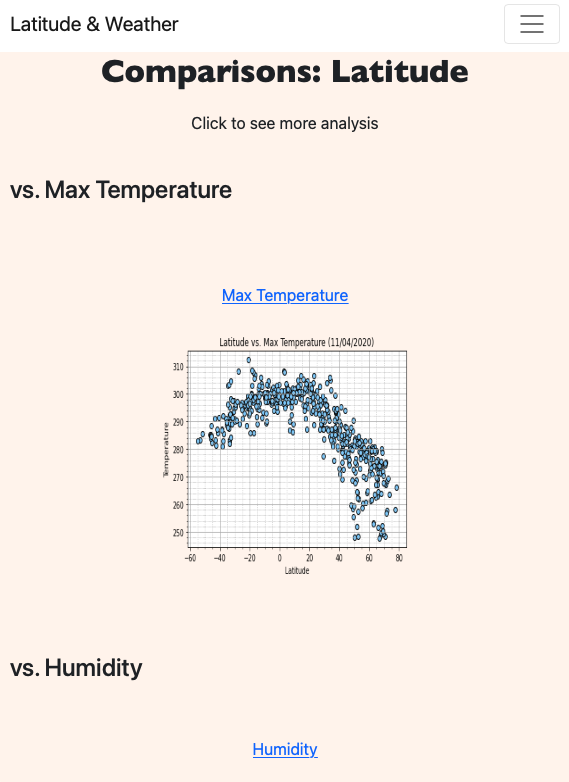 Latitude & Weather
Comparisons: Latitude
Click to see more analysis
vs. Max Temperature
Max Temperature
Latitude vs. Max Temperature (11/04/2020)
Temperature
310
300
290
280
270
260
250
−60 −40 −20 0 20 40 60 80
Latitude
vs. Humidity
Humidity